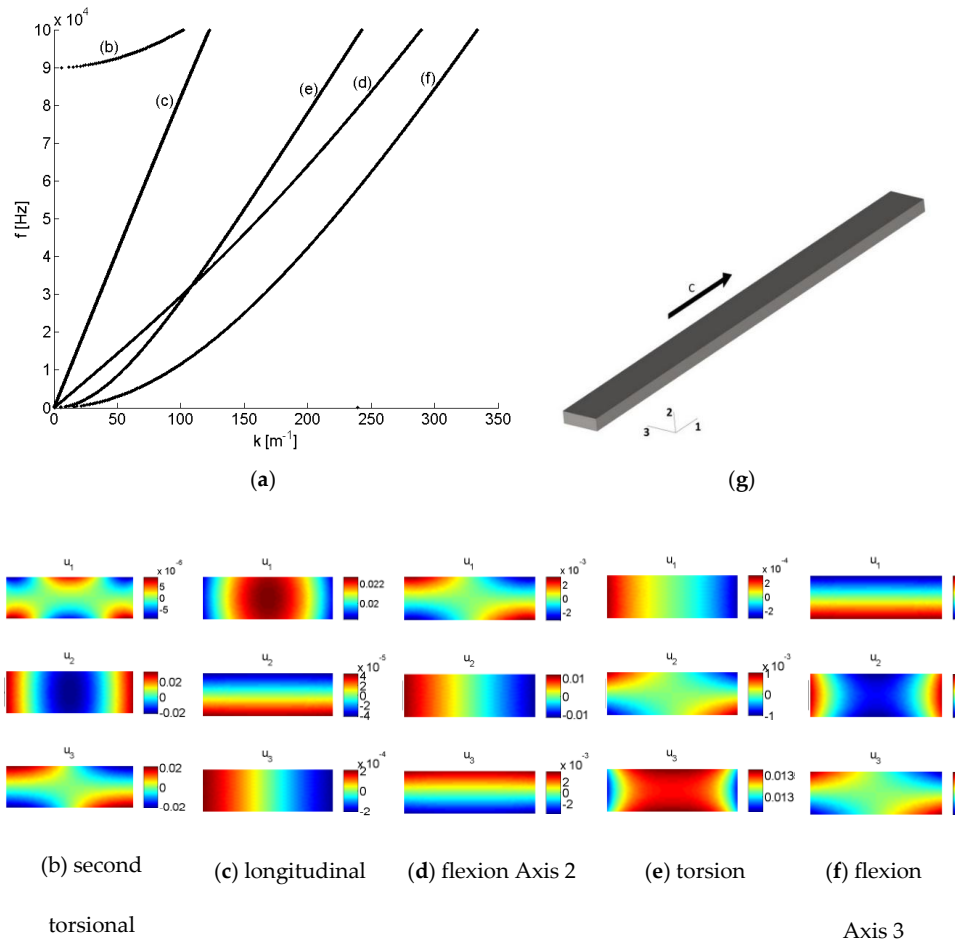 10 x 10⁴
(b)
9
(c)
(e)
(d)
(f)
8
7
6
5
4
3
2
1
0
f [Hz]
0 50 100 150 200 250 300 350
k [m⁻¹]
C
2
3 1
(a) (g)
u₁ x 10⁻⁶ 5 0 -5
u₁ 0.022 0.02
u₁ x 10⁻³ 2 0 -2
u₁ x 10⁻⁴ 2 0 -2
u₁
u₂ 0.02 0 -0.02
u₂ x 10⁻⁵ 4 2 0 -2 -4
u₂ 0.01 0 -0.01
u₂ x 10⁻³ 1 0 -1
u₂
u₃ 0.02 0 -0.02
u₃ x 10⁻⁴ 2 0 -2
u₃ x 10⁻³ 2 0 -2
u₃ 0.013 0.013
u₃
(b) second torsional
(c) longitudinal
(d) flexion Axis 2
(e) torsion
(f) flexion
Axis 3